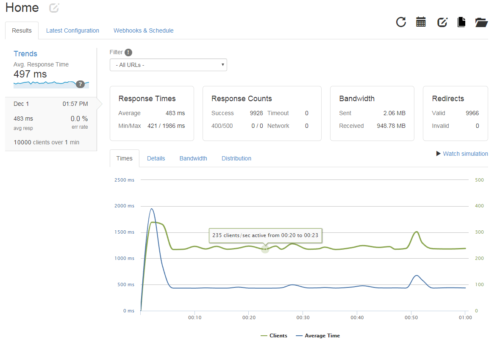 Home
Results Latest Configuration Webhooks & Schedule
Trends
Avg Response Time
497 ms
?
Dec 1 01:57 PM
483 ms 0.0 %
avg resp err rate
10000 clients over 1 min
Filter
- All URLs -
Response Times
Average 483 ms
Min/Max 421 / 1986 ms
Response Counts
Success 9928 Timeout 0
400/500 0 / 0 Network 0
Bandwidth
Sent 2.06 MB
Received 948.78 MB
Redirects
Valid 9966
Invalid 0
Times Details Bandwidth Distribution
Watch simulation
2500 ms 500
2000 ms 400
1500 ms 300
235 clients/sec active from 00:20 to 00:23
1000 ms 200
500 ms 100
0 ms 0
00:10 00:20 00:30 00:40 00:50 01:00
Clients Average Time